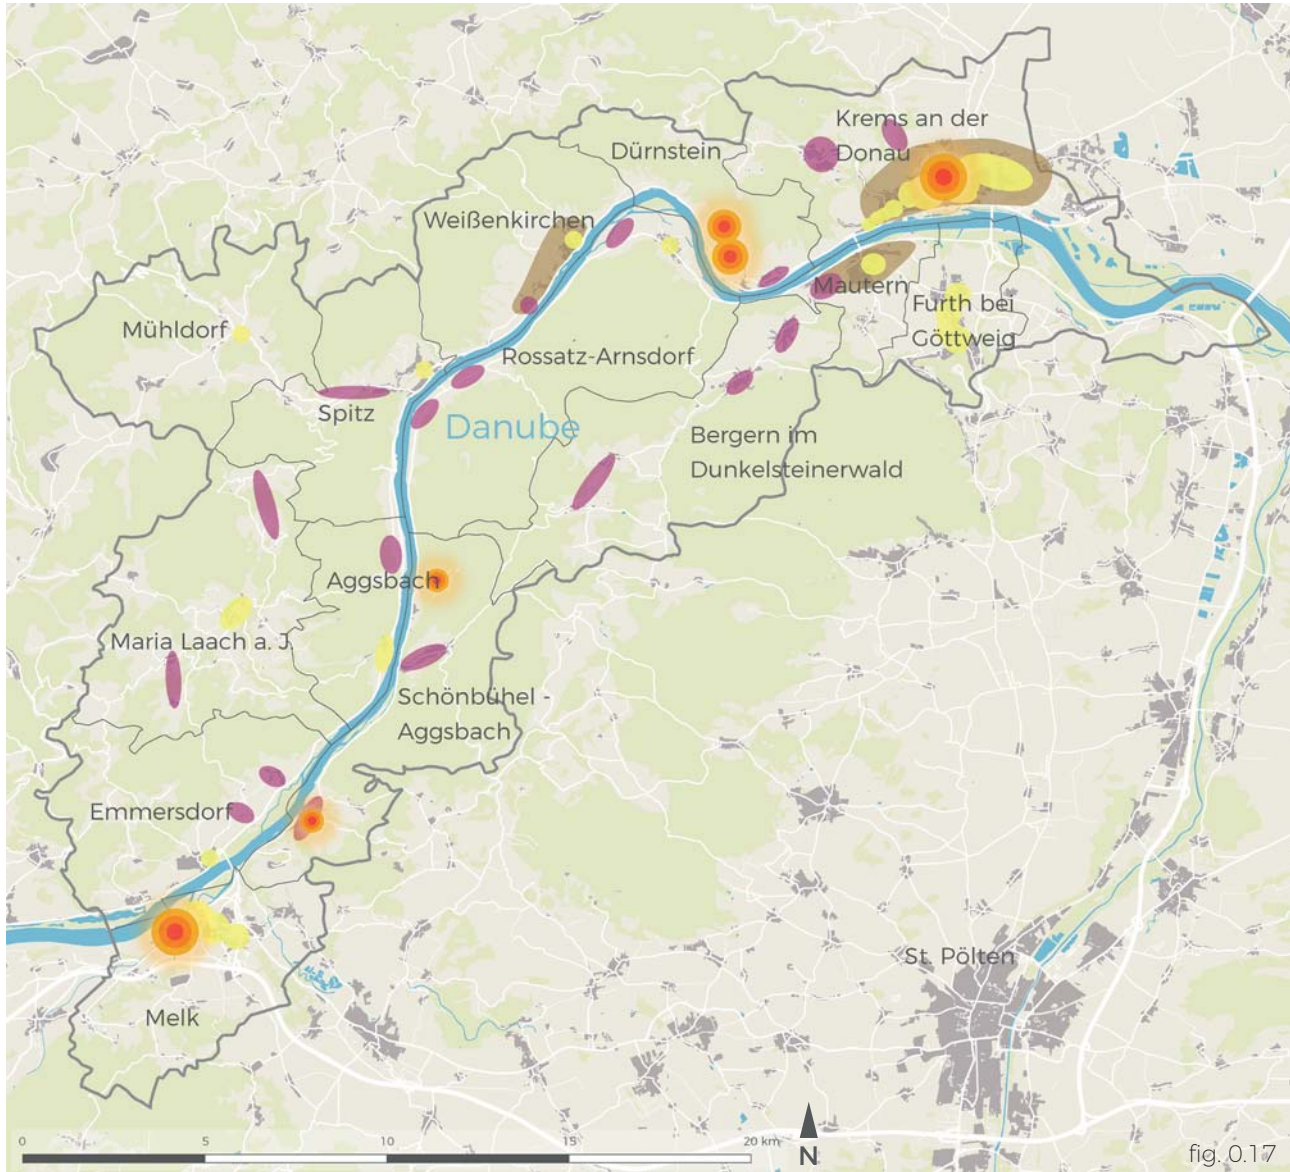 Krems an der
Donau
Dürnstein
Weißenkirchen
Mautern
Furth bei
Göttweig
Mühldorf
Rossatz-Arnsdorf
Spitz
Danube
Bergern im
Dunkelsteinerwald
Aggsbach
Maria Laach a. J.
Schönbühel -
Aggsbach
Emmersdorf
St. Pölten
Melk
0 5 10 15 20 km
N
fig. 0.17